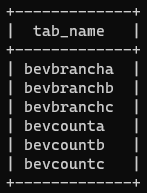 +-------------+
|  tab_name   |
+-------------+
| bevbrancha  |
| bevbranchb  |
| bevbranchc  |
| bevcounta   |
| bevcountb   |
| bevcountc   |
+-------------+